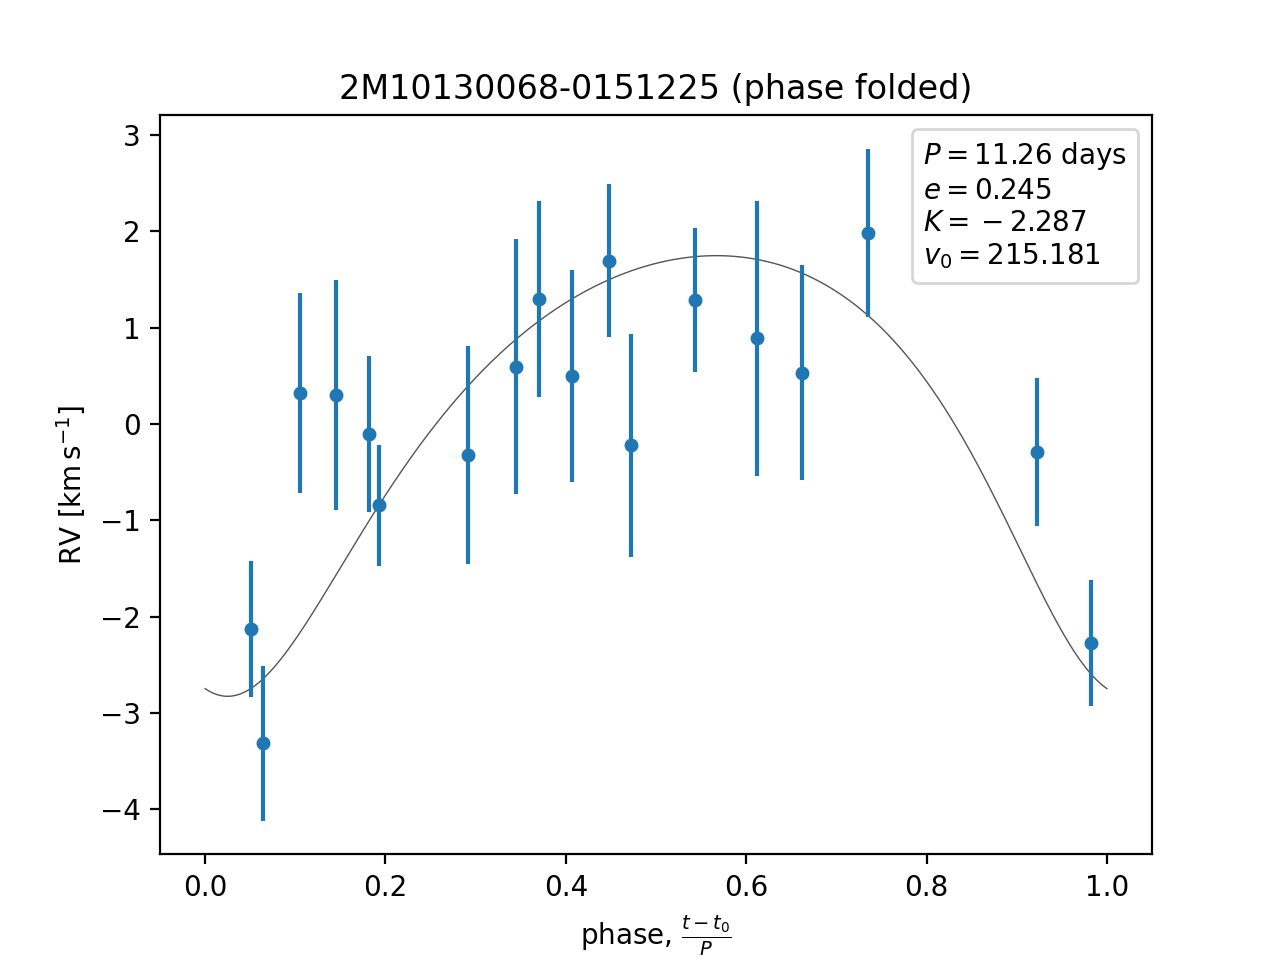 2M10130068-0151225 (phase folded)
P = 11.26 days
e = 0.245
K = −2.287
v₀ = 215.181
3
2
1
0
−1
−2
−3
−4
RV [km s⁻¹]
0.0 0.2 0.4 0.6 0.8 1.0
phase, (t − t₀)/P